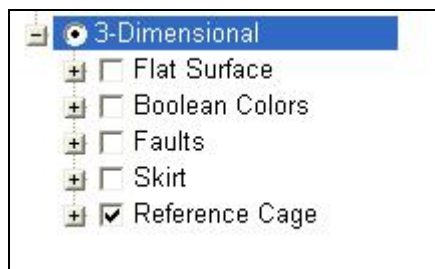 3-Dimensional
Flat Surface
Boolean Colors
Faults
Skirt
Reference Cage